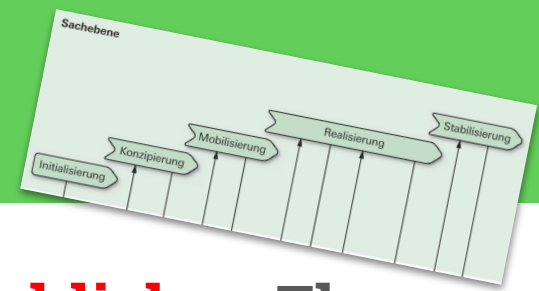 Sachebene
Initialisierung
Konzipierung
Mobilisierung
Realisierung
Stabilisierung